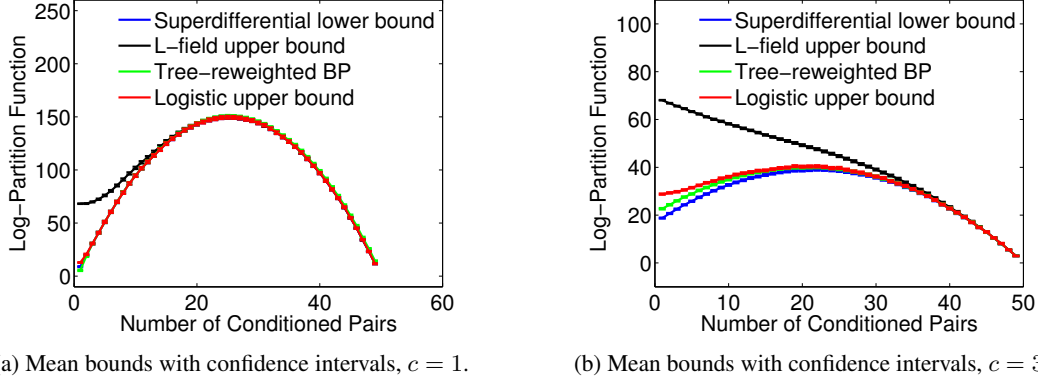 250
200
150
100
50
0
Log-Partition Function
Superdifferential lower bound
L-field upper bound
Tree-reweighted BP
Logistic upper bound
0 20 40 60
Number of Conditioned Pairs
a) Mean bounds with confidence intervals, c = 1.
100
80
60
40
20
0
Log-Partition Function
Superdifferential lower bound
L-field upper bound
Tree-reweighted BP
Logistic upper bound
0 10 20 30 40 50
Number of Conditioned Pairs
(b) Mean bounds with confidence intervals, c = 3